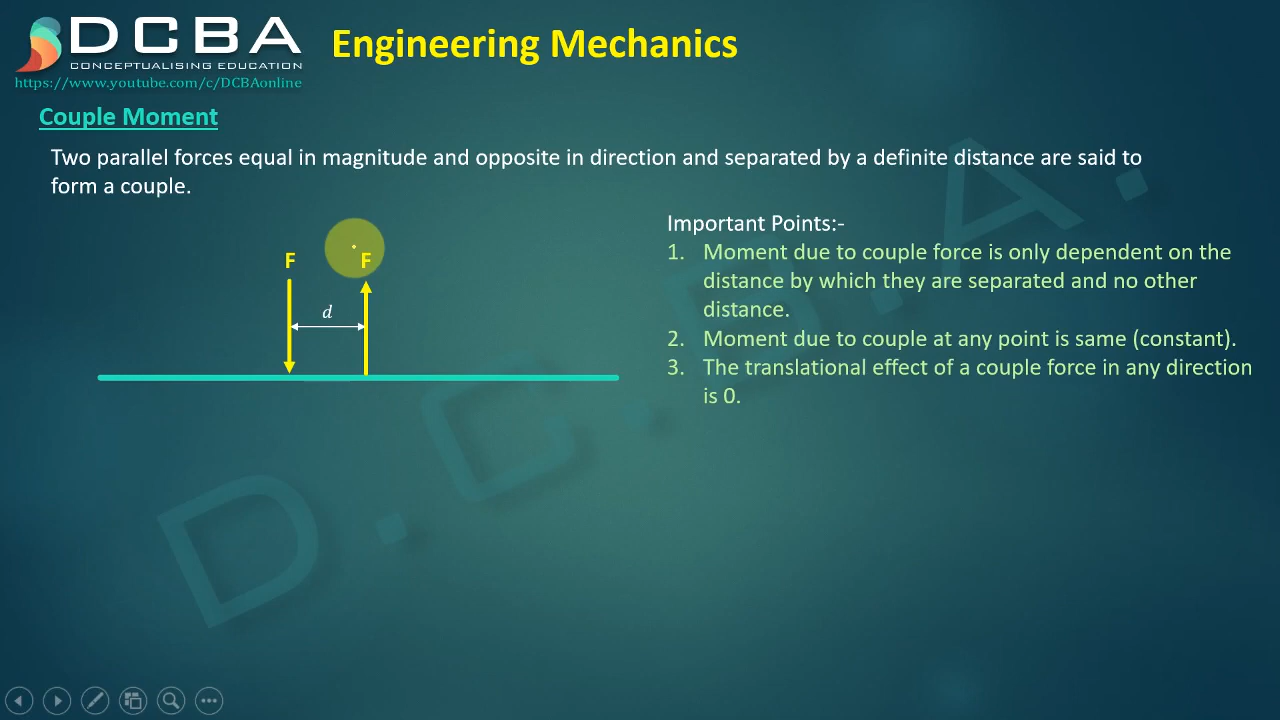 DCBA
CONCEPTUALISING EDUCATION
https://www.youtube.com/c/DCBAonline
Engineering Mechanics
Couple Moment
Two parallel forces equal in magnitude and opposite in direction and separated by a definite distance are said to
form a couple.
F
F
d
Important Points:-
1. Moment due to couple force is only dependent on the
distance by which they are separated and no other
distance.
2. Moment due to couple at any point is same (constant).
3. The translational effect of a couple force in any direction
is 0.
D.C.B.A.